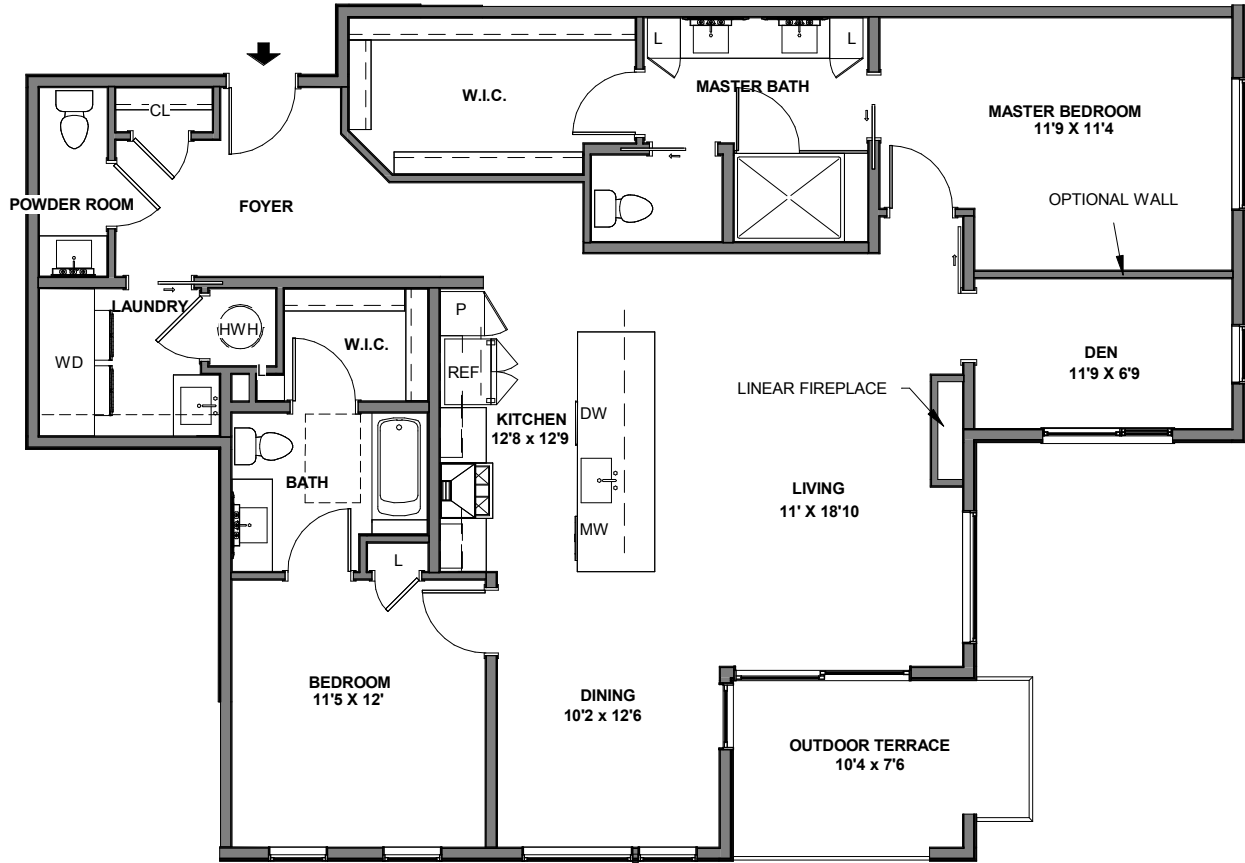 L
L
CL
W.I.C.
MASTER BATH
MASTER BEDROOM
11'9 X 11'4
POWDER ROOM
FOYER
OPTIONAL WALL
LAUNDRY
HWH
P
W.I.C.
WD
REF
DEN
11'9 X 6'9
LINEAR FIREPLACE
KITCHEN
12'8 x 12'9
DW
BATH
LIVING
11' X 18'10
MW
L
BEDROOM
11'5 X 12'
DINING
10'2 x 12'6
OUTDOOR TERRACE
10'4 x 7'6